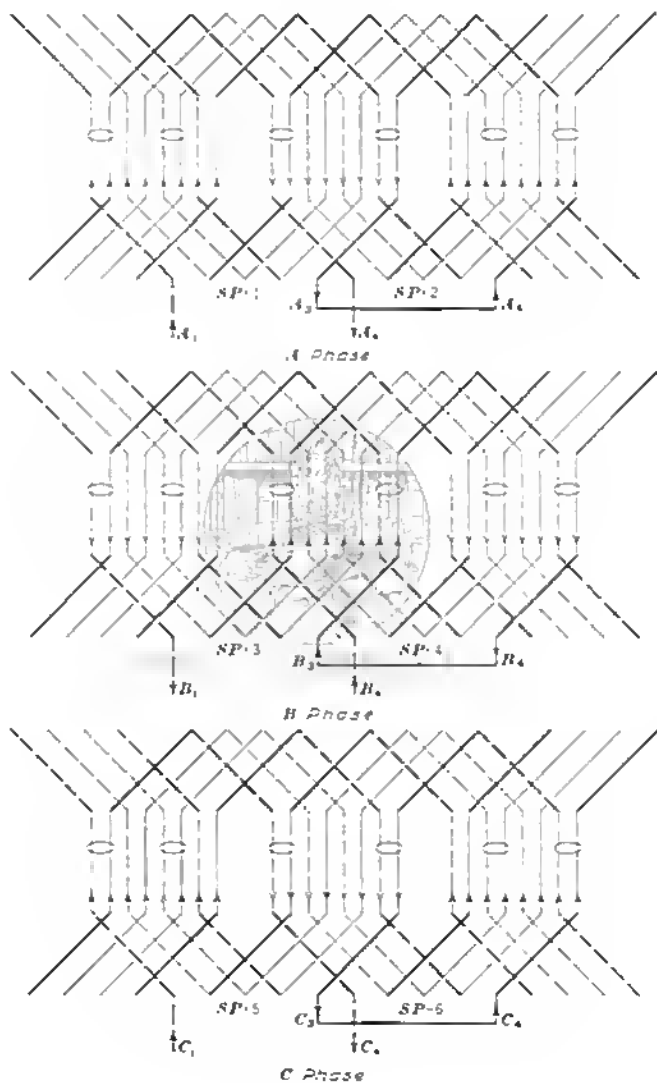 SP-1 SP-2
A₃ A₄
A₁ A₂
A Phase
SP-3 SP-4
B₃ B₄
B₁ B₂
B Phase
SP-5 SP-6
C₃ C₄
C₁ C₂
C Phase